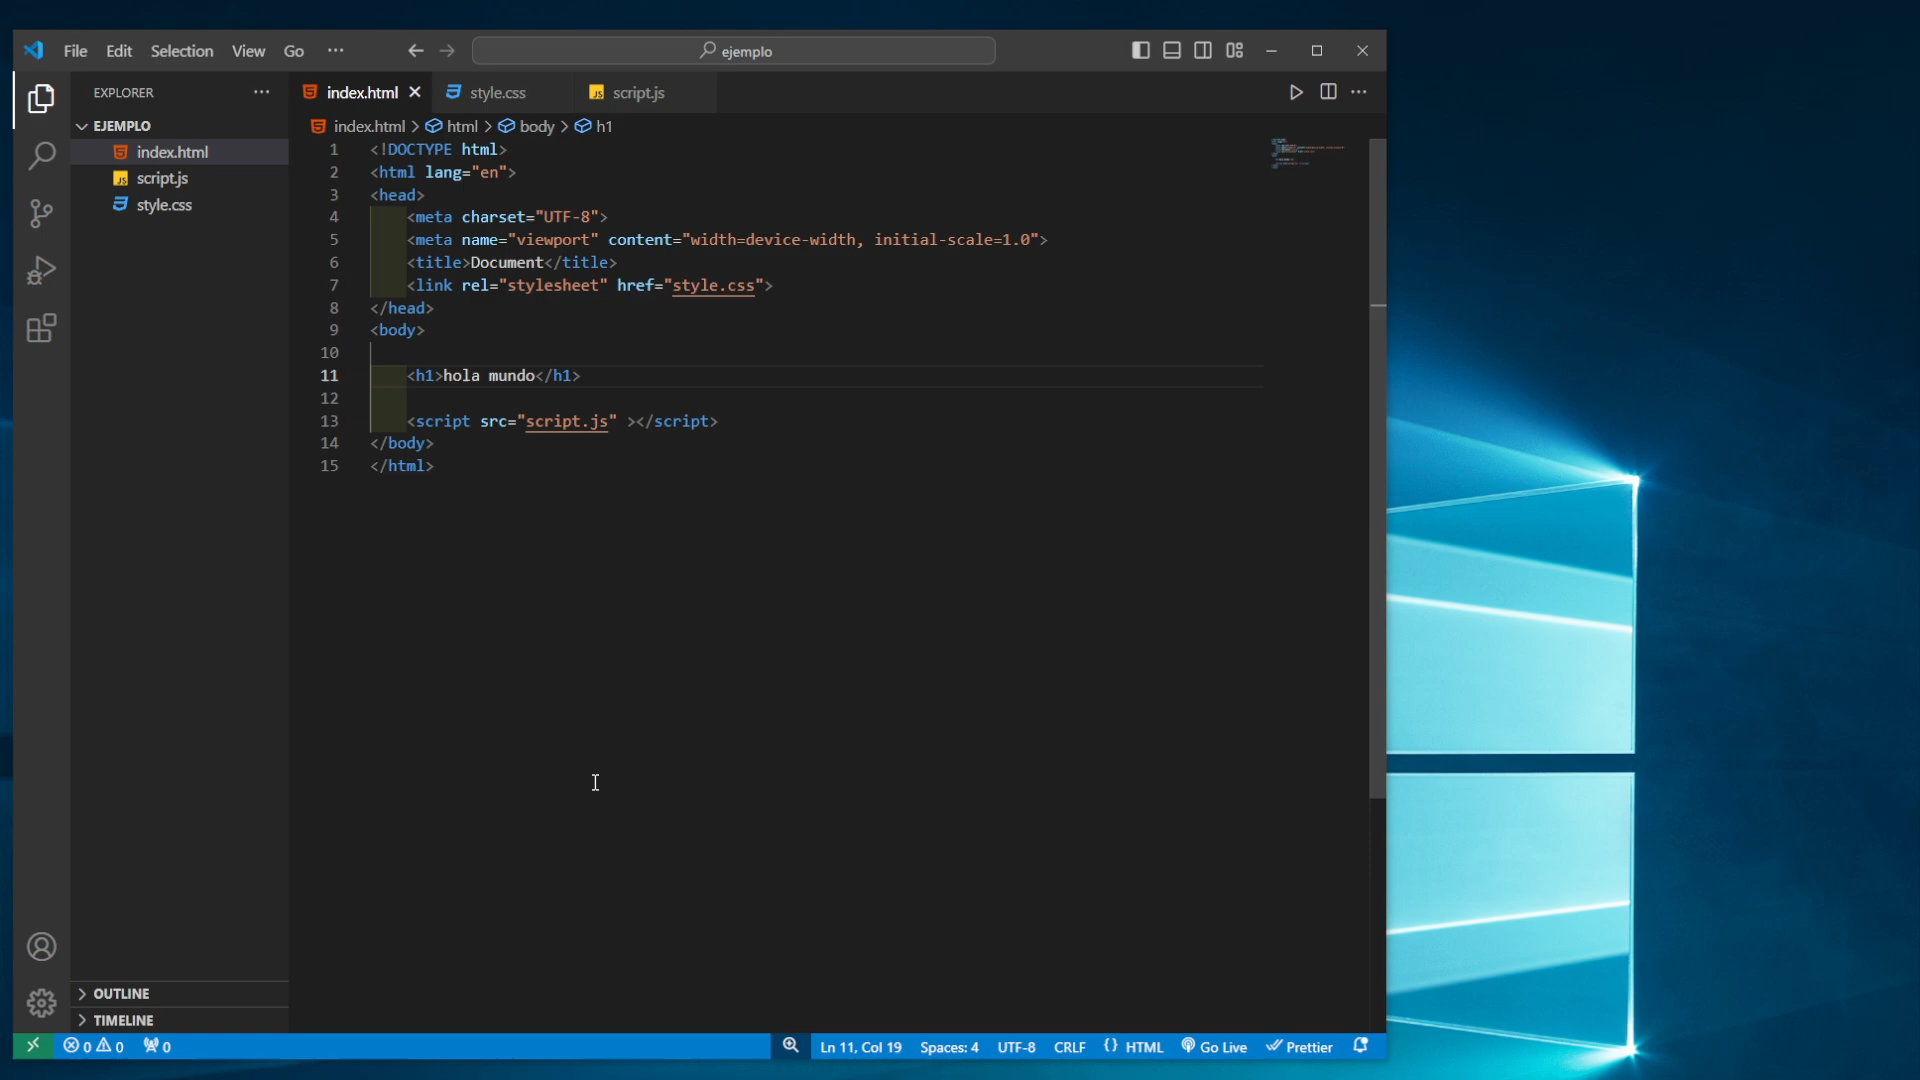 File Edit Selection View Go ···
ejemplo
EXPLORER ···
EJEMPLO
index.html
script.js
style.css
OUTLINE
TIMELINE
index.html style.css script.js
index.html > html > body > h1
1 <!DOCTYPE html>
2 <html lang="en">
3 <head>
4 <meta charset="UTF-8">
5 <meta name="viewport" content="width=device-width, initial-scale=1.0">
6 <title>Document</title>
7 <link rel="stylesheet" href="style.css">
8 </head>
9 <body>
10
11 <h1>hola mundo</h1>
12
13 <script src="script.js" ></script>
14 </body>
15 </html>
0 0 0 Ln 11, Col 19 Spaces: 4 UTF-8 CRLF {} HTML Go Live Prettier